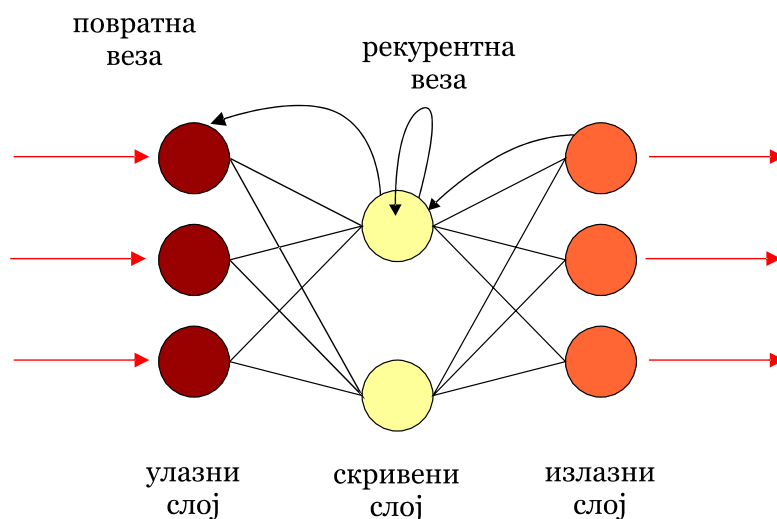 повратна
веза
рекурентна
веза
улазни
слој
скривени
слој
излазни
слој